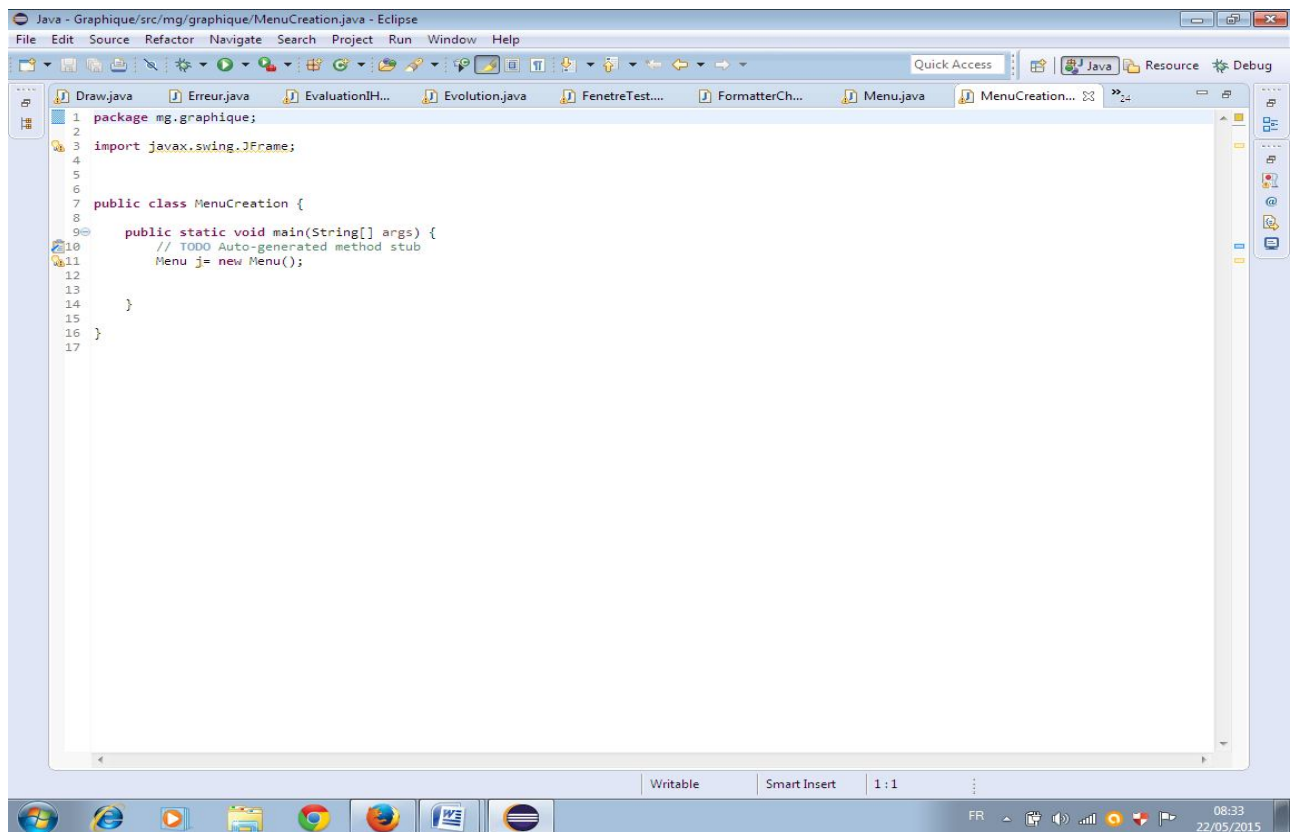 Java - Graphique/src/mg/graphique/MenuCreation.java - Eclipse
File Edit Source Refactor Navigate Search Project Run Window Help
Quick Access Java Resource Debug
Draw.java Erreur.java EvaluationIH... Evolution.java FenetreTest.... FormatterCh... Menu.java MenuCreation... »24
1 package mg.graphique;
2
3 import javax.swing.JFrame;
4
5
6
7 public class MenuCreation {
8
9 public static void main(String[] args) {
10 // TODO Auto-generated method stub
11 Menu j= new Menu();
12
13
14 }
15
16 }
17
Writable Smart Insert 1 : 1
FR 08:33
22/05/2015